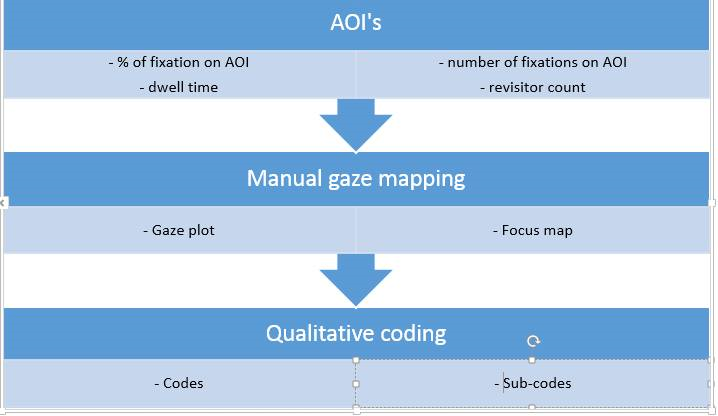 AOI's
- % of fixation on AOI
- dwell time
- number of fixations on AOI
- revisitor count
Manual gaze mapping
- Gaze plot
- Focus map
Qualitative coding
- Codes
- Sub-codes